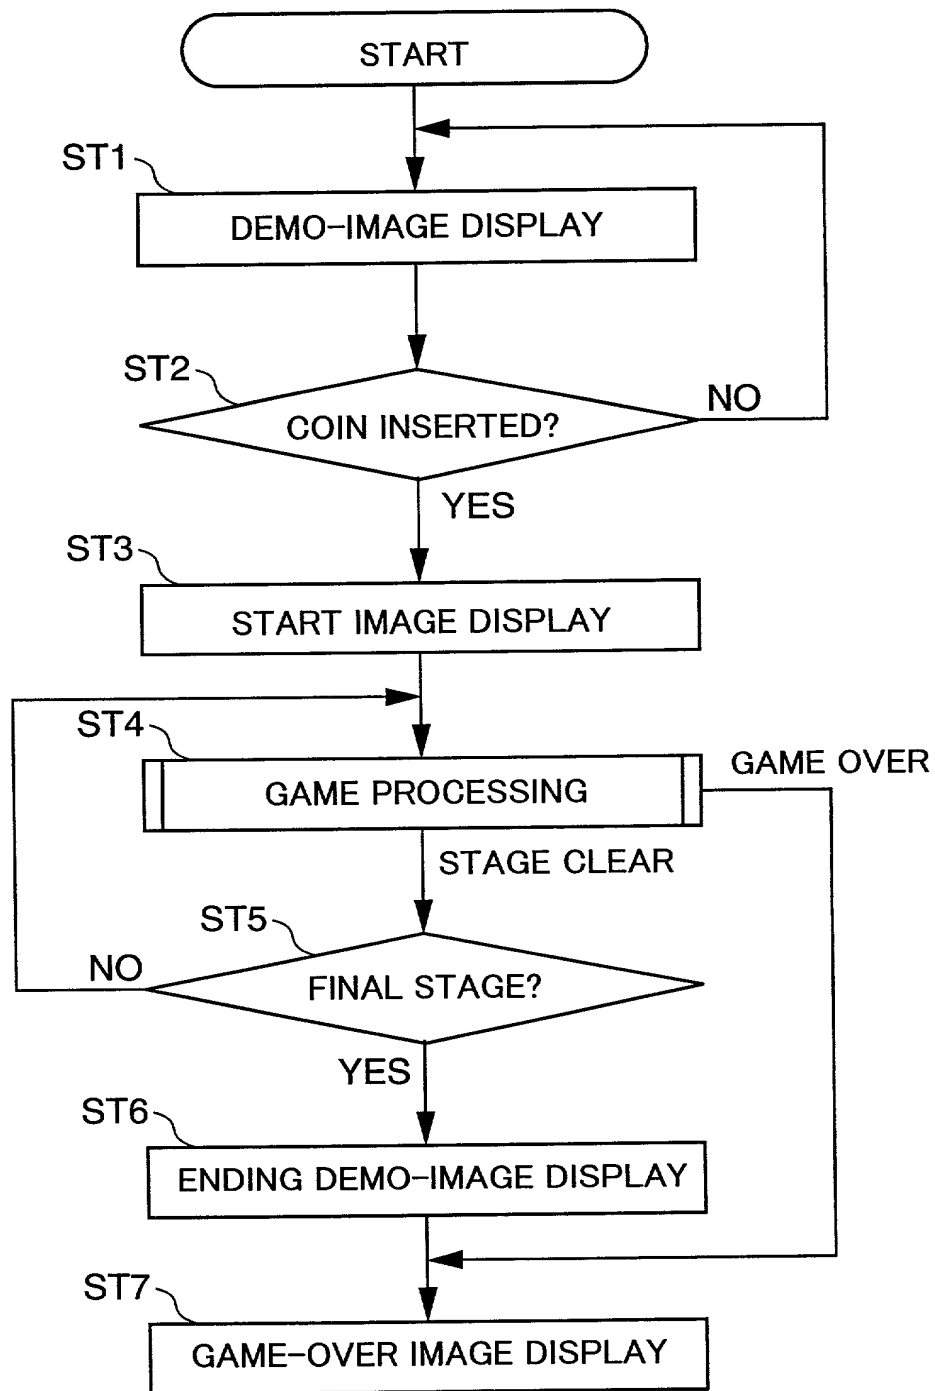 START
ST1
DEMO-IMAGE DISPLAY
ST2
COIN INSERTED?
NO
YES
ST3
START IMAGE DISPLAY
ST4
GAME PROCESSING
GAME OVER
STAGE CLEAR
ST5
FINAL STAGE?
NO
YES
ST6
ENDING DEMO-IMAGE DISPLAY
ST7
GAME-OVER IMAGE DISPLAY